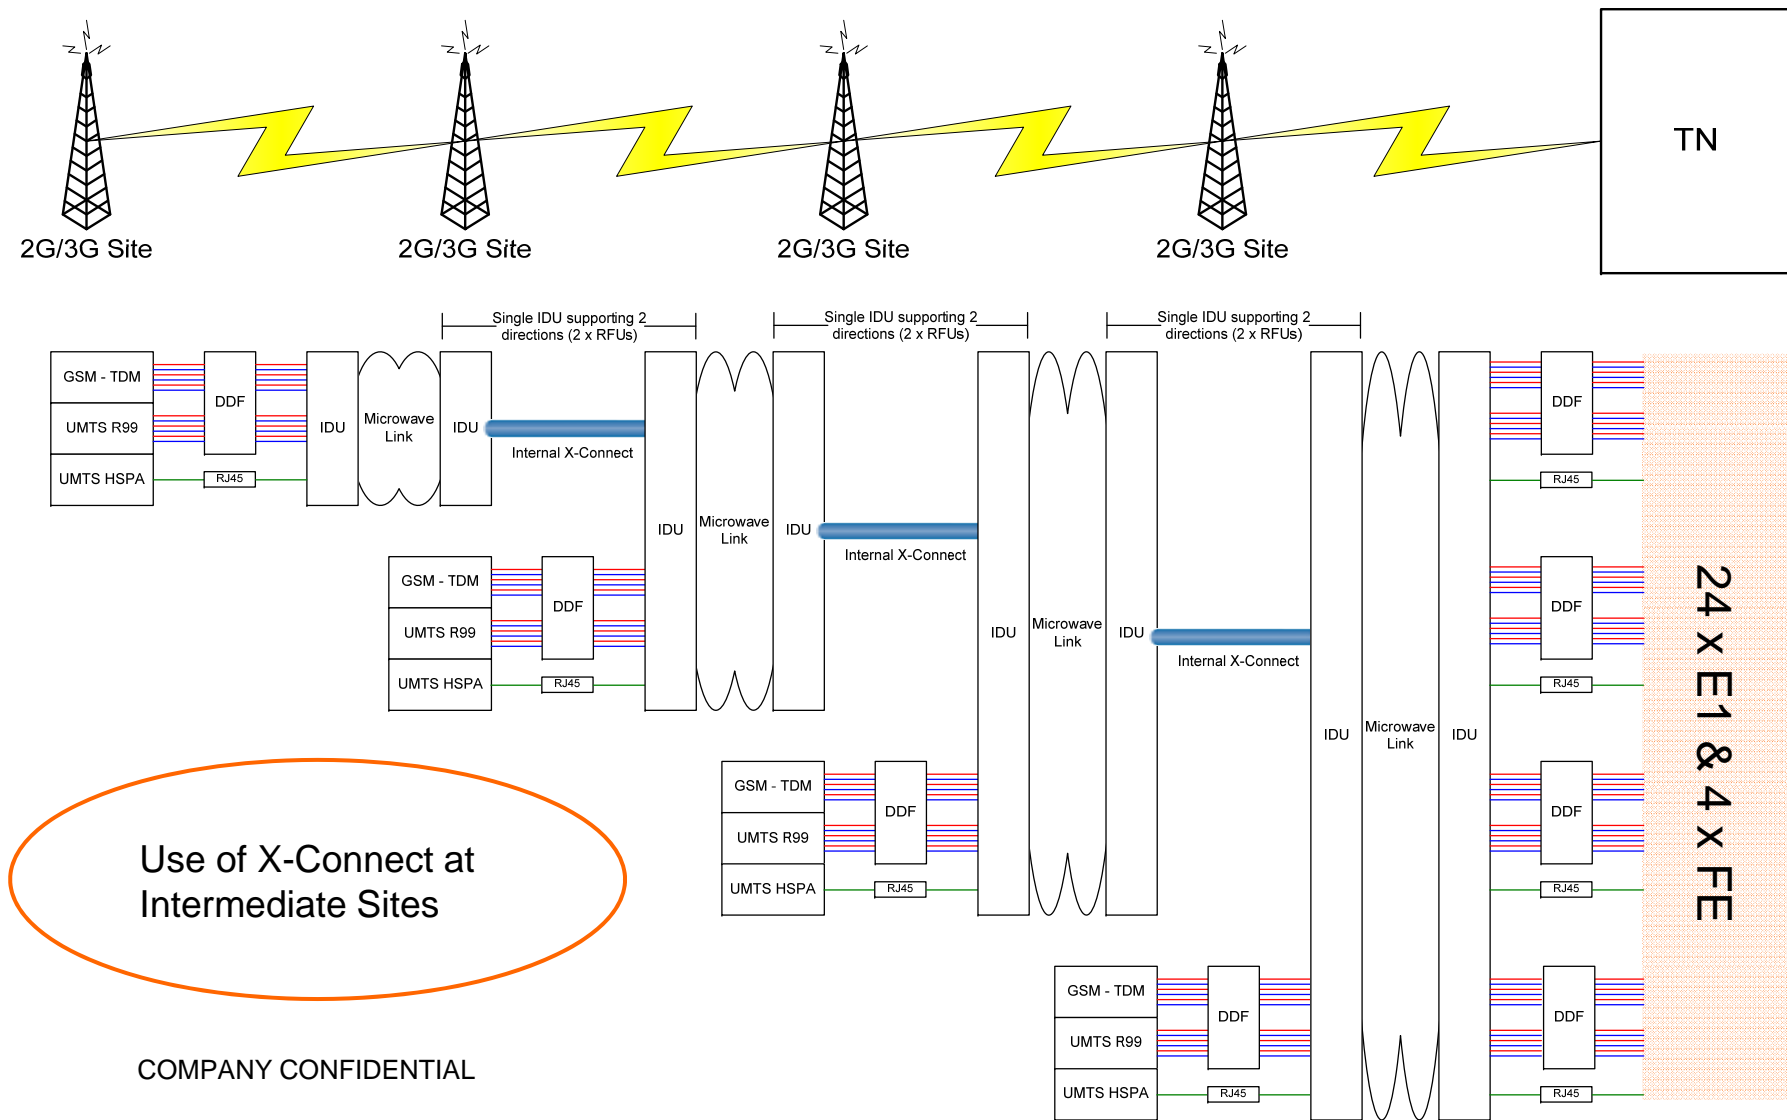 TN
2G/3G Site
2G/3G Site
2G/3G Site
2G/3G Site
Single IDU supporting 2
directions (2 x RFUs)
Single IDU supporting 2
directions (2 x RFUs)
Single IDU supporting 2
directions (2 x RFUs)
GSM - TDM
UMTS R99
UMTS HSPA
DDF
RJ45
IDU
Microwave
Link
IDU
Internal X-Connect
GSM - TDM
UMTS R99
UMTS HSPA
DDF
RJ45
IDU
Microwave
Link
IDU
Internal X-Connect
GSM - TDM
UMTS R99
UMTS HSPA
DDF
RJ45
IDU
Microwave
Link
IDU
Internal X-Connect
GSM - TDM
UMTS R99
UMTS HSPA
DDF
RJ45
IDU
Microwave
Link
IDU
DDF
RJ45
DDF
RJ45
DDF
RJ45
DDF
RJ45
24 x E1 & 4 x FE
Use of X-Connect at
Intermediate Sites
COMPANY CONFIDENTIAL